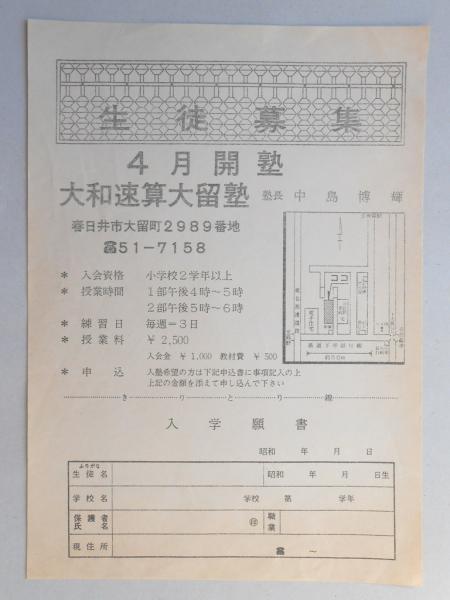 生徒募集
4月開塾
大和速算大留塾 塾長 中島博輝
春日井市大留町2989番地
☎51-7158
* 入会資格 小学校2学年以上
* 授業時間 1部午後4時~5時
2部午後5時~6時
* 練習日 毎週=3日
* 授業料 ¥2,500
入会金 ¥1,000 教材費 ¥500
* 申込 入塾希望の方は下記申込書に事項記入の上
上記の金額を添えて申し込んで下さい
きりとり線
入学願書
昭和 年 月 日
ふりがな
生徒名 昭和 年 月 日生
学校名 学校 第 学年
保護者氏名 ㊞ 職業
現住所 ☎ ~